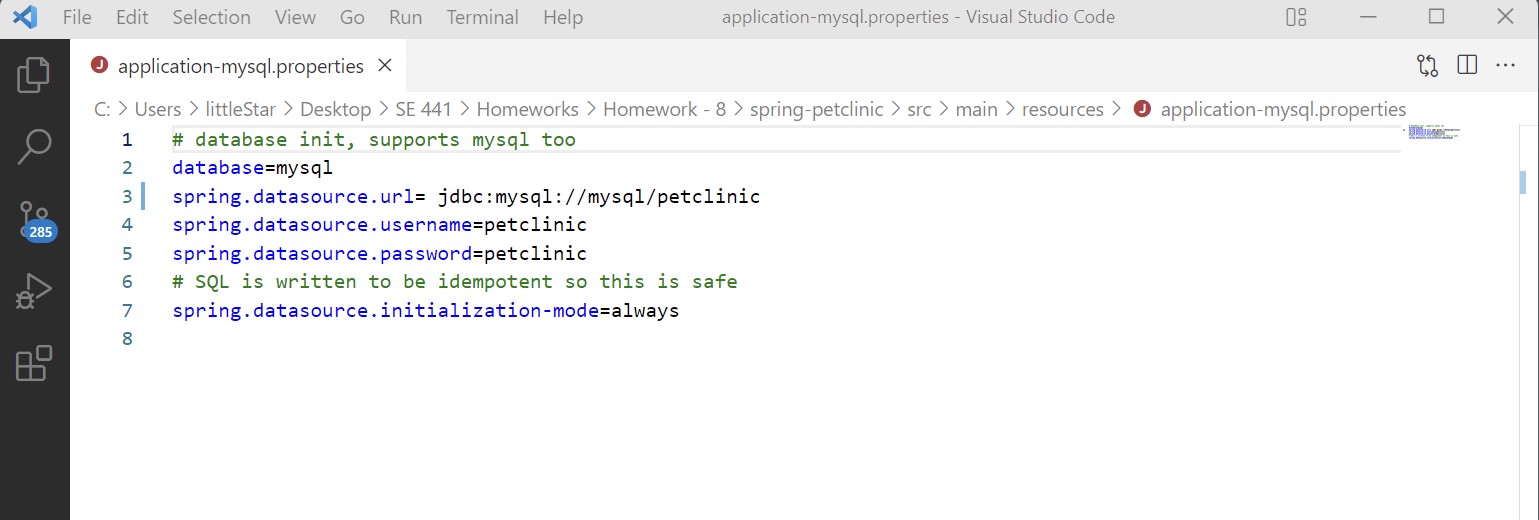 File Edit Selection View Go Run Terminal Help application-mysql.properties - Visual Studio Code
J application-mysql.properties
C: > Users > littleStar > Desktop > SE 441 > Homeworks > Homework - 8 > spring-petclinic > src > main > resources > J application-mysql.properties
1 # database init, supports mysql too
2 database=mysql
3 spring.datasource.url= jdbc:mysql://mysql/petclinic
285
4 spring.datasource.username=petclinic
5 spring.datasource.password=petclinic
6 # SQL is written to be idempotent so this is safe
7 spring.datasource.initialization-mode=always
8